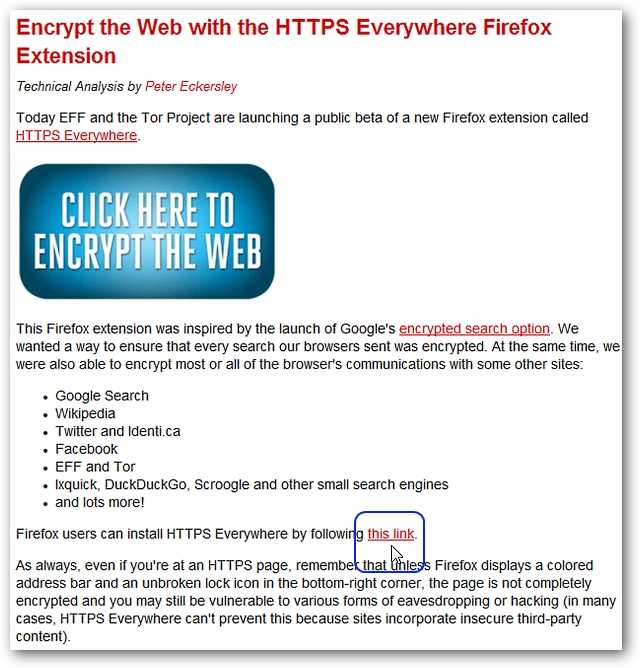 Encrypt the Web with the HTTPS Everywhere Firefox
Extension
Technical Analysis by Peter Eckersley
Today EFF and the Tor Project are launching a public beta of a new Firefox extension called
HTTPS Everywhere.
CLICK HERE TO
ENCRYPT THE WEB
This Firefox extension was inspired by the launch of Google's encrypted search option. We
wanted a way to ensure that every search our browsers sent was encrypted. At the same time, we
were also able to encrypt most or all of the browser's communications with some other sites:
• Google Search
• Wikipedia
• Twitter and Identi.ca
• Facebook
• EFF and Tor
• Ixquick, DuckDuckGo, Scroogle and other small search engines
• and lots more!
Firefox users can install HTTPS Everywhere by following this link.
As always, even if you're at an HTTPS page, remember that unless Firefox displays a colored
address bar and an unbroken lock icon in the bottom-right corner, the page is not completely
encrypted and you may still be vulnerable to various forms of eavesdropping or hacking (in many
cases, HTTPS Everywhere can't prevent this because sites incorporate insecure third-party
content).